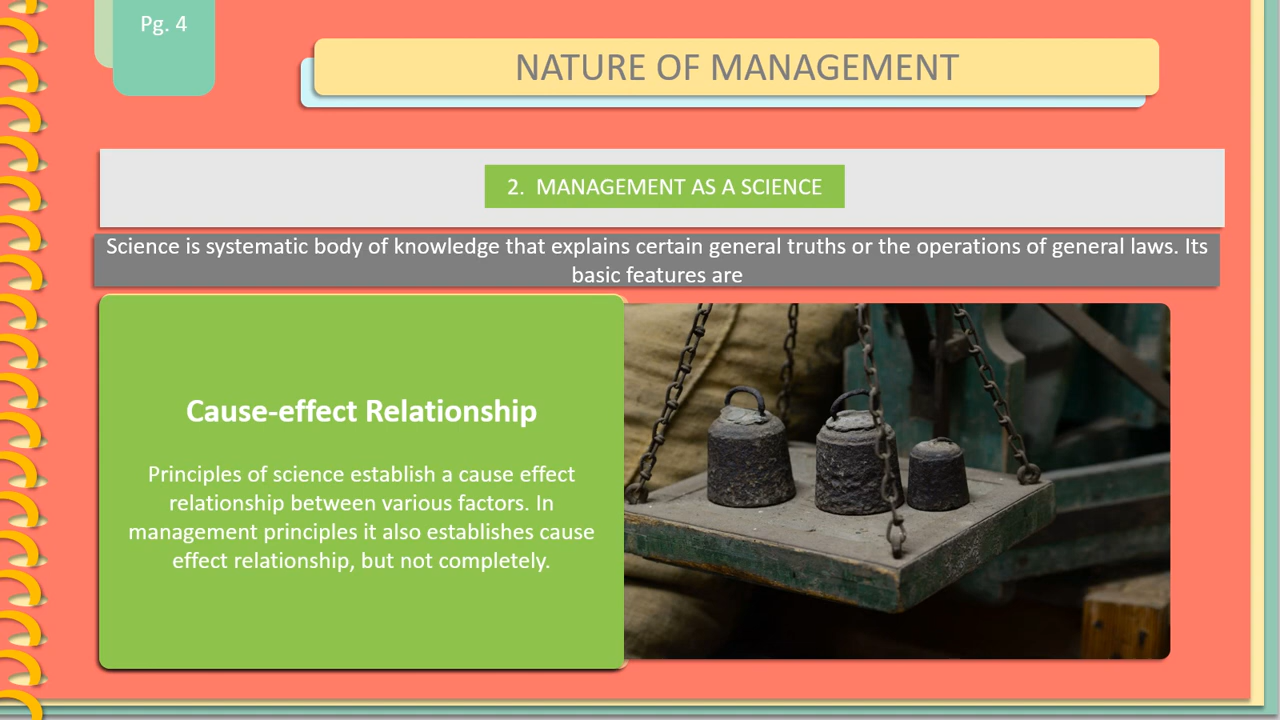 Pg. 4
NATURE OF MANAGEMENT
2. MANAGEMENT AS A SCIENCE
Science is systematic body of knowledge that explains certain general truths or the operations of general laws. Its
basic features are
Cause-effect Relationship
Principles of science establish a cause effect
relationship between various factors. In
management principles it also establishes cause
effect relationship, but not completely.